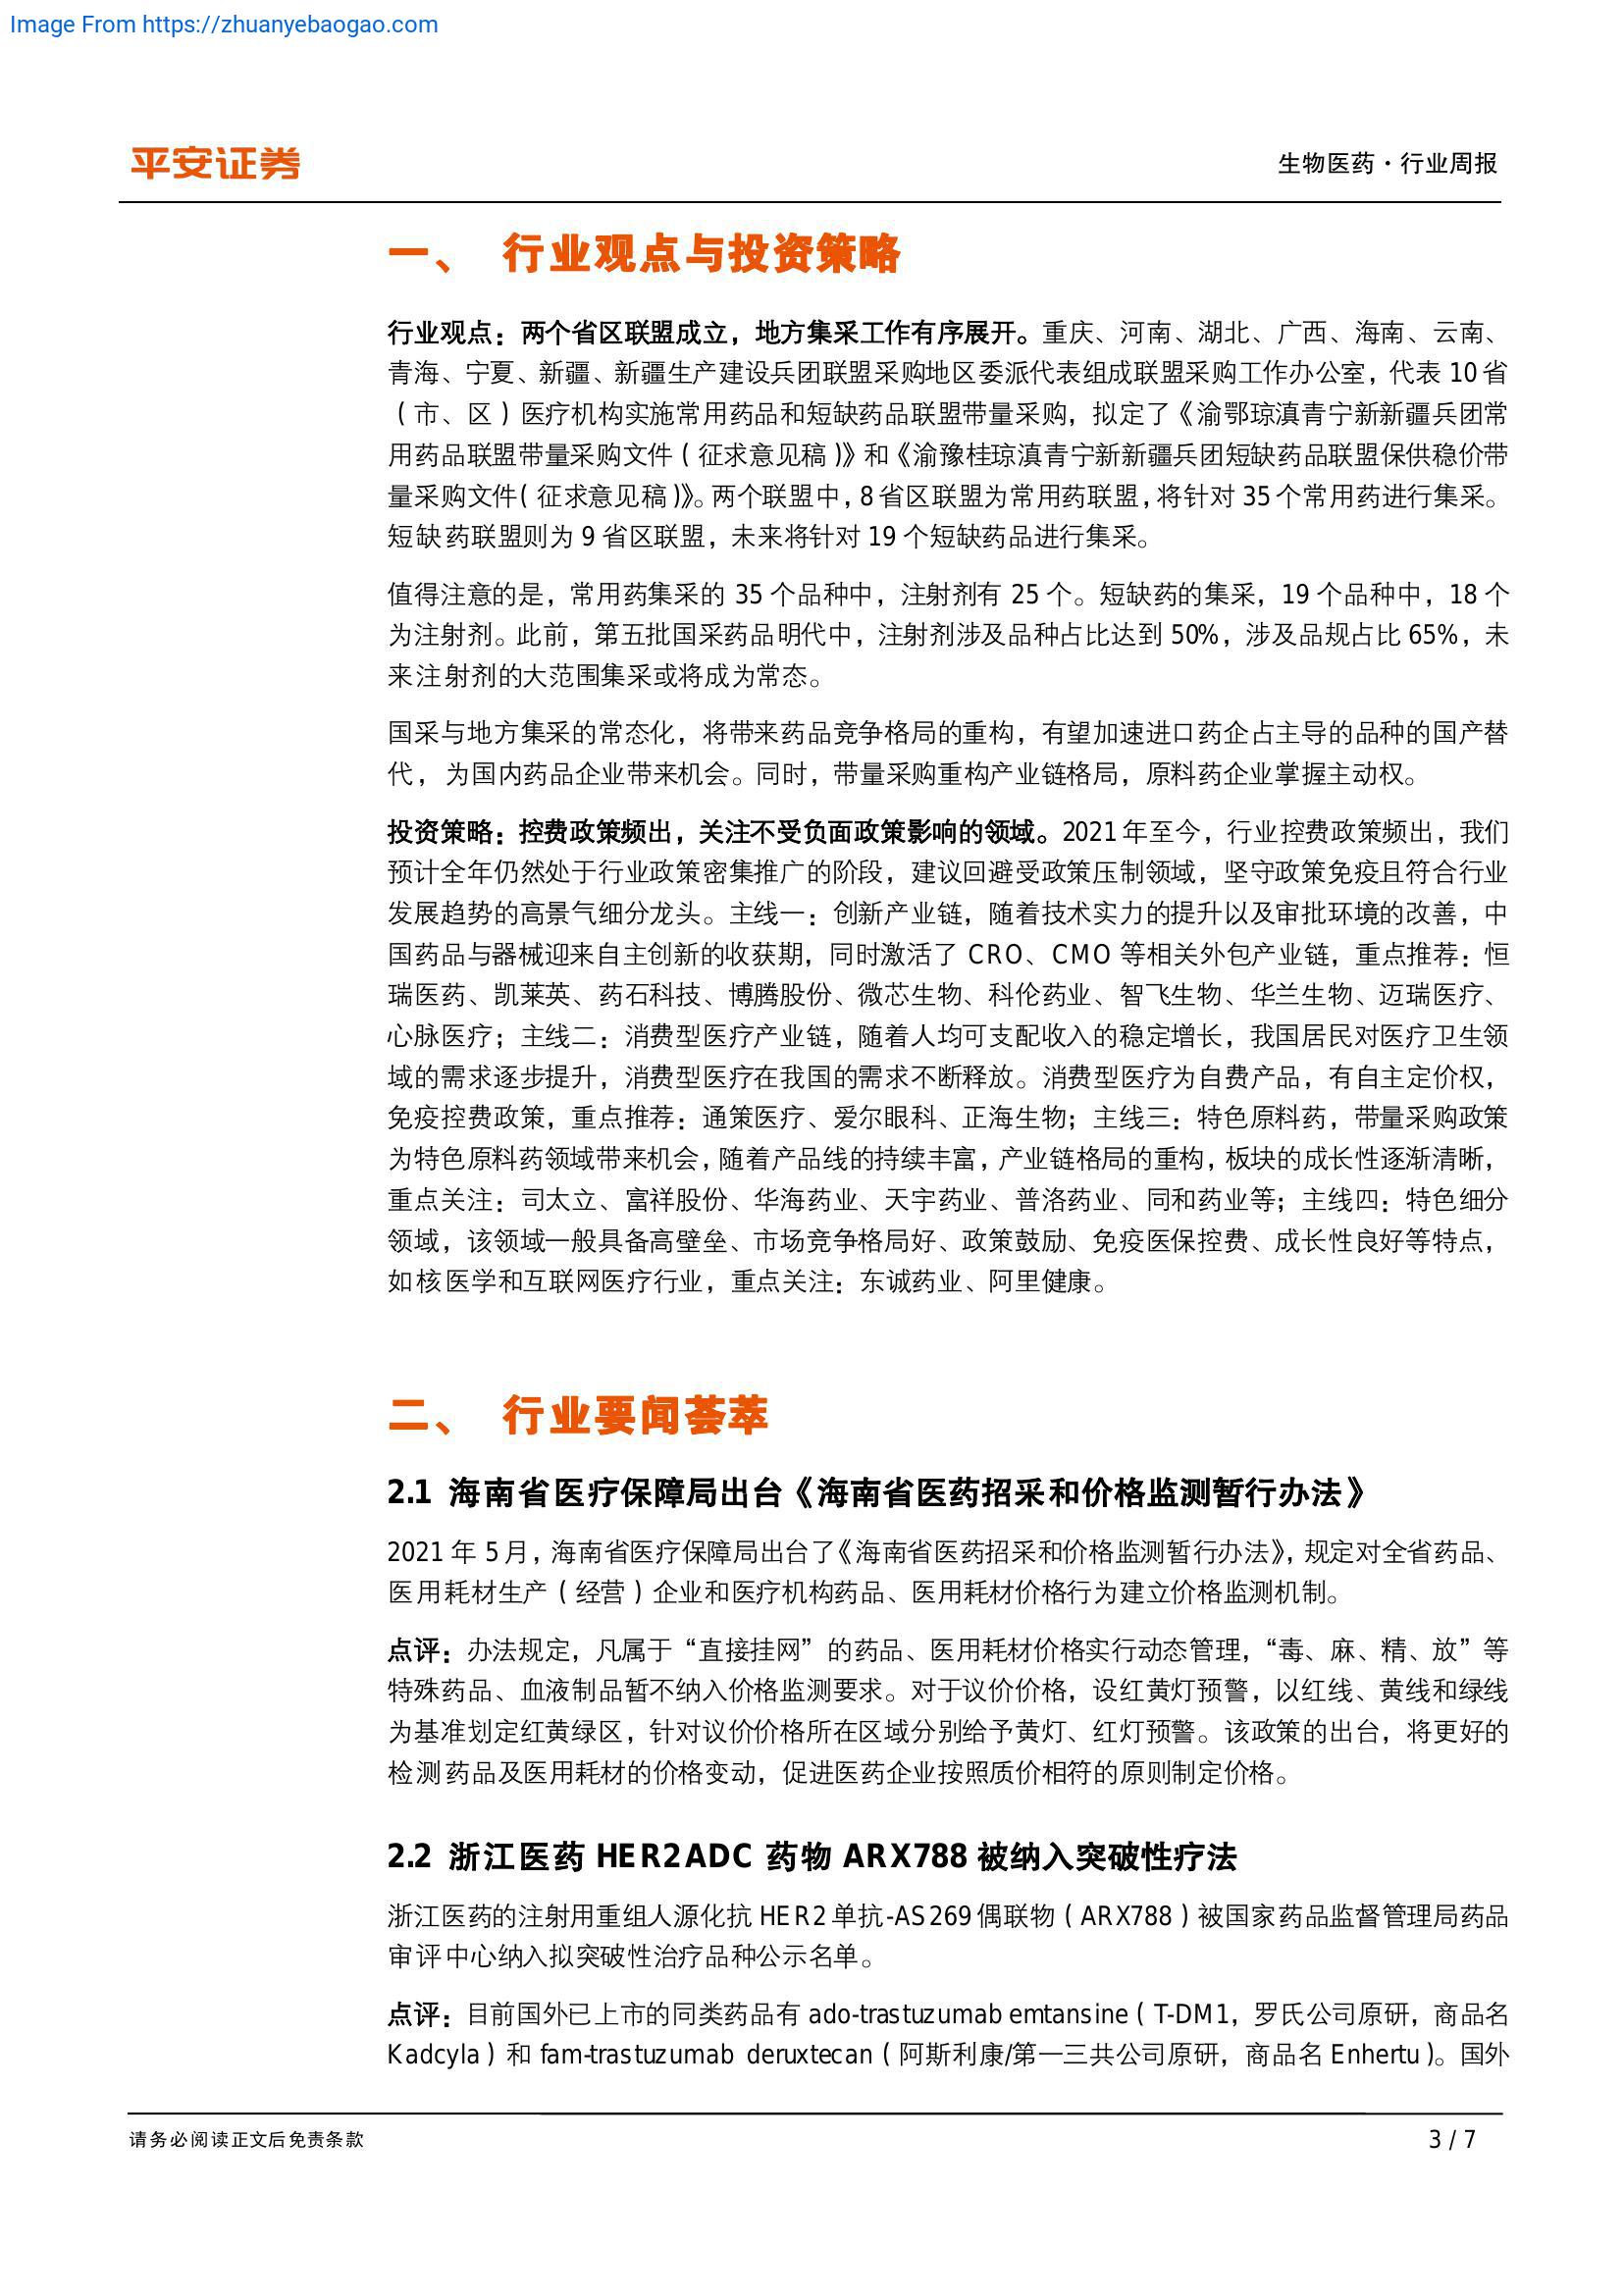 Image From https://zhuanyebaogao.com
平安证券
生物医药·行业周报
一、 行业观点与投资策略
行业观点：两个省区联盟成立，地方集采工作有序展开。重庆、河南、湖北、广西、海南、云南、
青海、宁夏、新疆、新疆生产建设兵团联盟采购地区委派代表组成联盟采购工作办公室，代表 10 省
（市、区）医疗机构实施常用药品和短缺药品联盟带量采购，拟定了《渝鄂琼滇青宁新新疆兵团常
用药品联盟带量采购文件（征求意见稿）》和《渝豫桂琼滇青宁新新疆兵团短缺药品联盟保供稳价带
量采购文件（征求意见稿）》。两个联盟中，8 省区联盟为常用药联盟，将针对 35 个常用药进行集采。
短缺药联盟则为 9 省区联盟，未来将针对 19 个短缺药品进行集采。
值得注意的是，常用药集采的 35 个品种中，注射剂有 25 个。短缺药的集采，19 个品种中，18 个
为注射剂。此前，第五批国采药品明代中，注射剂涉及品种占比达到 50%，涉及品规占比 65%，未
来注射剂的大范围集采或将成为常态。
国采与地方集采的常态化，将带来药品竞争格局的重构，有望加速进口药企占主导的品种的国产替
代，为国内药品企业带来机会。同时，带量采购重构产业链格局，原料药企业掌握主动权。
投资策略：控费政策频出，关注不受负面政策影响的领域。2021 年至今，行业控费政策频出，我们
预计全年仍然处于行业政策密集推广的阶段，建议回避受政策压制领域，坚守政策免疫且符合行业
发展趋势的高景气细分龙头。主线一：创新产业链，随着技术实力的提升以及审批环境的改善，中
国药品与器械迎来自主创新的收获期，同时激活了 CRO、CMO 等相关外包产业链，重点推荐：恒
瑞医药、凯莱英、药石科技、博腾股份、微芯生物、科伦药业、智飞生物、华兰生物、迈瑞医疗、
心脉医疗；主线二：消费型医疗产业链，随着人均可支配收入的稳定增长，我国居民对医疗卫生领
域的需求逐步提升，消费型医疗在我国的需求不断释放。消费型医疗为自费产品，有自主定价权，
免疫控费政策，重点推荐：通策医疗、爱尔眼科、正海生物；主线三：特色原料药，带量采购政策
为特色原料药领域带来机会，随着产品线的持续丰富，产业链格局的重构，板块的成长性逐渐清晰，
重点关注：司太立、富祥股份、华海药业、天宇药业、普洛药业、同和药业等；主线四：特色细分
领域，该领域一般具备高壁垒、市场竞争格局好、政策鼓励、免疫医保控费、成长性良好等特点，
如核医学和互联网医疗行业，重点关注：东诚药业、阿里健康。
二、 行业要闻荟萃
2.1 海南省医疗保障局出台《海南省医药招采和价格监测暂行办法》
2021 年 5 月，海南省医疗保障局出台了《海南省医药招采和价格监测暂行办法》，规定对全省药品、
医用耗材生产（经营）企业和医疗机构药品、医用耗材价格行为建立价格监测机制。
点评：办法规定，凡属于“直接挂网”的药品、医用耗材价格实行动态管理，“毒、麻、精、放”等
特殊药品、血液制品暂不纳入价格监测要求。对于议价价格，设红黄灯预警，以红线、黄线和绿线
为基准划定红黄绿区，针对议价价格所在区域分别给予黄灯、红灯预警。该政策的出台，将更好的
检测药品及医用耗材的价格变动，促进医药企业按照质价相符的原则制定价格。
2.2 浙江医药 HER2ADC 药物 ARX788 被纳入突破性疗法
浙江医药的注射用重组人源化抗 HER2 单抗-AS269 偶联物（ARX788）被国家药品监督管理局药品
审评中心纳入拟突破性治疗品种公示名单。
点评：目前国外已上市的同类药品有 ado-trastuzumab emtansine（T-DM1，罗氏公司原研，商品名
Kadcyla）和 fam-trastuzumab deruxtecan（阿斯利康/第一三共公司原研，商品名 Enhertu）。国外
请务必阅读正文后免责条款
3 / 7